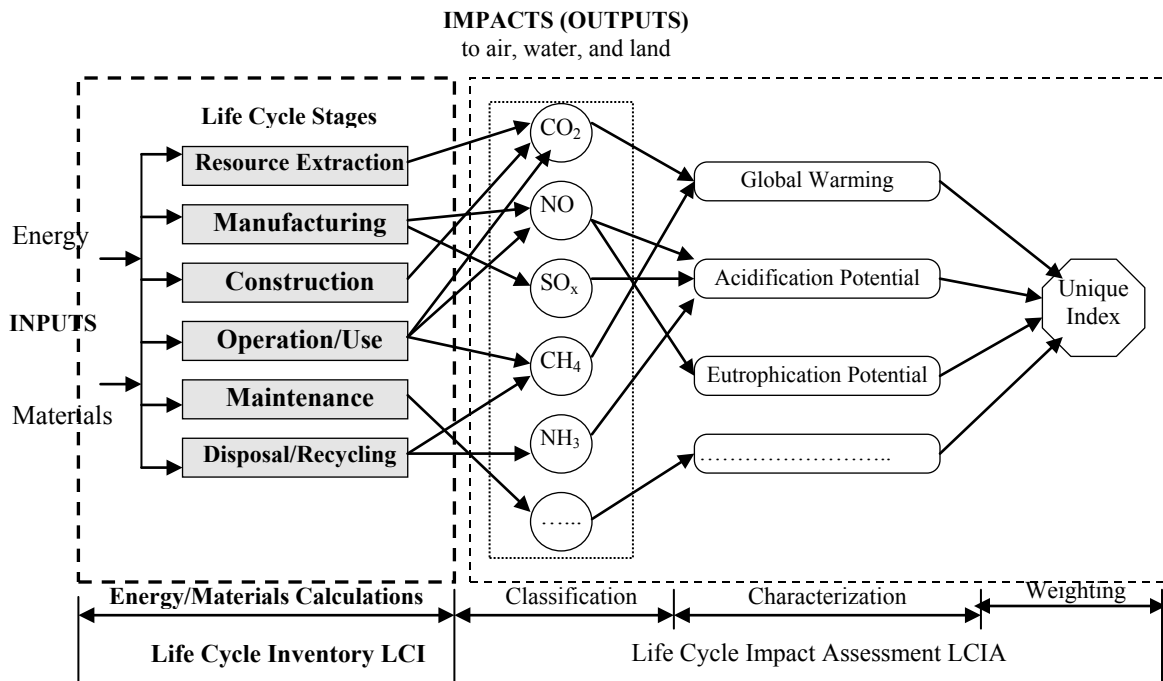 IMPACTS (OUTPUTS)
to air, water, and land
Life Cycle Stages
Resource Extraction
Manufacturing
Construction
Operation/Use
Maintenance
Disposal/Recycling
Energy
INPUTS
Materials
CO₂
NO
SOₓ
CH₄
NH₃
…...
Global Warming
Acidification Potential
Eutrophication Potential
……………………..
Unique
Index
Energy/Materials Calculations
Classification
Characterization
Weighting
Life Cycle Inventory LCI
Life Cycle Impact Assessment LCIA